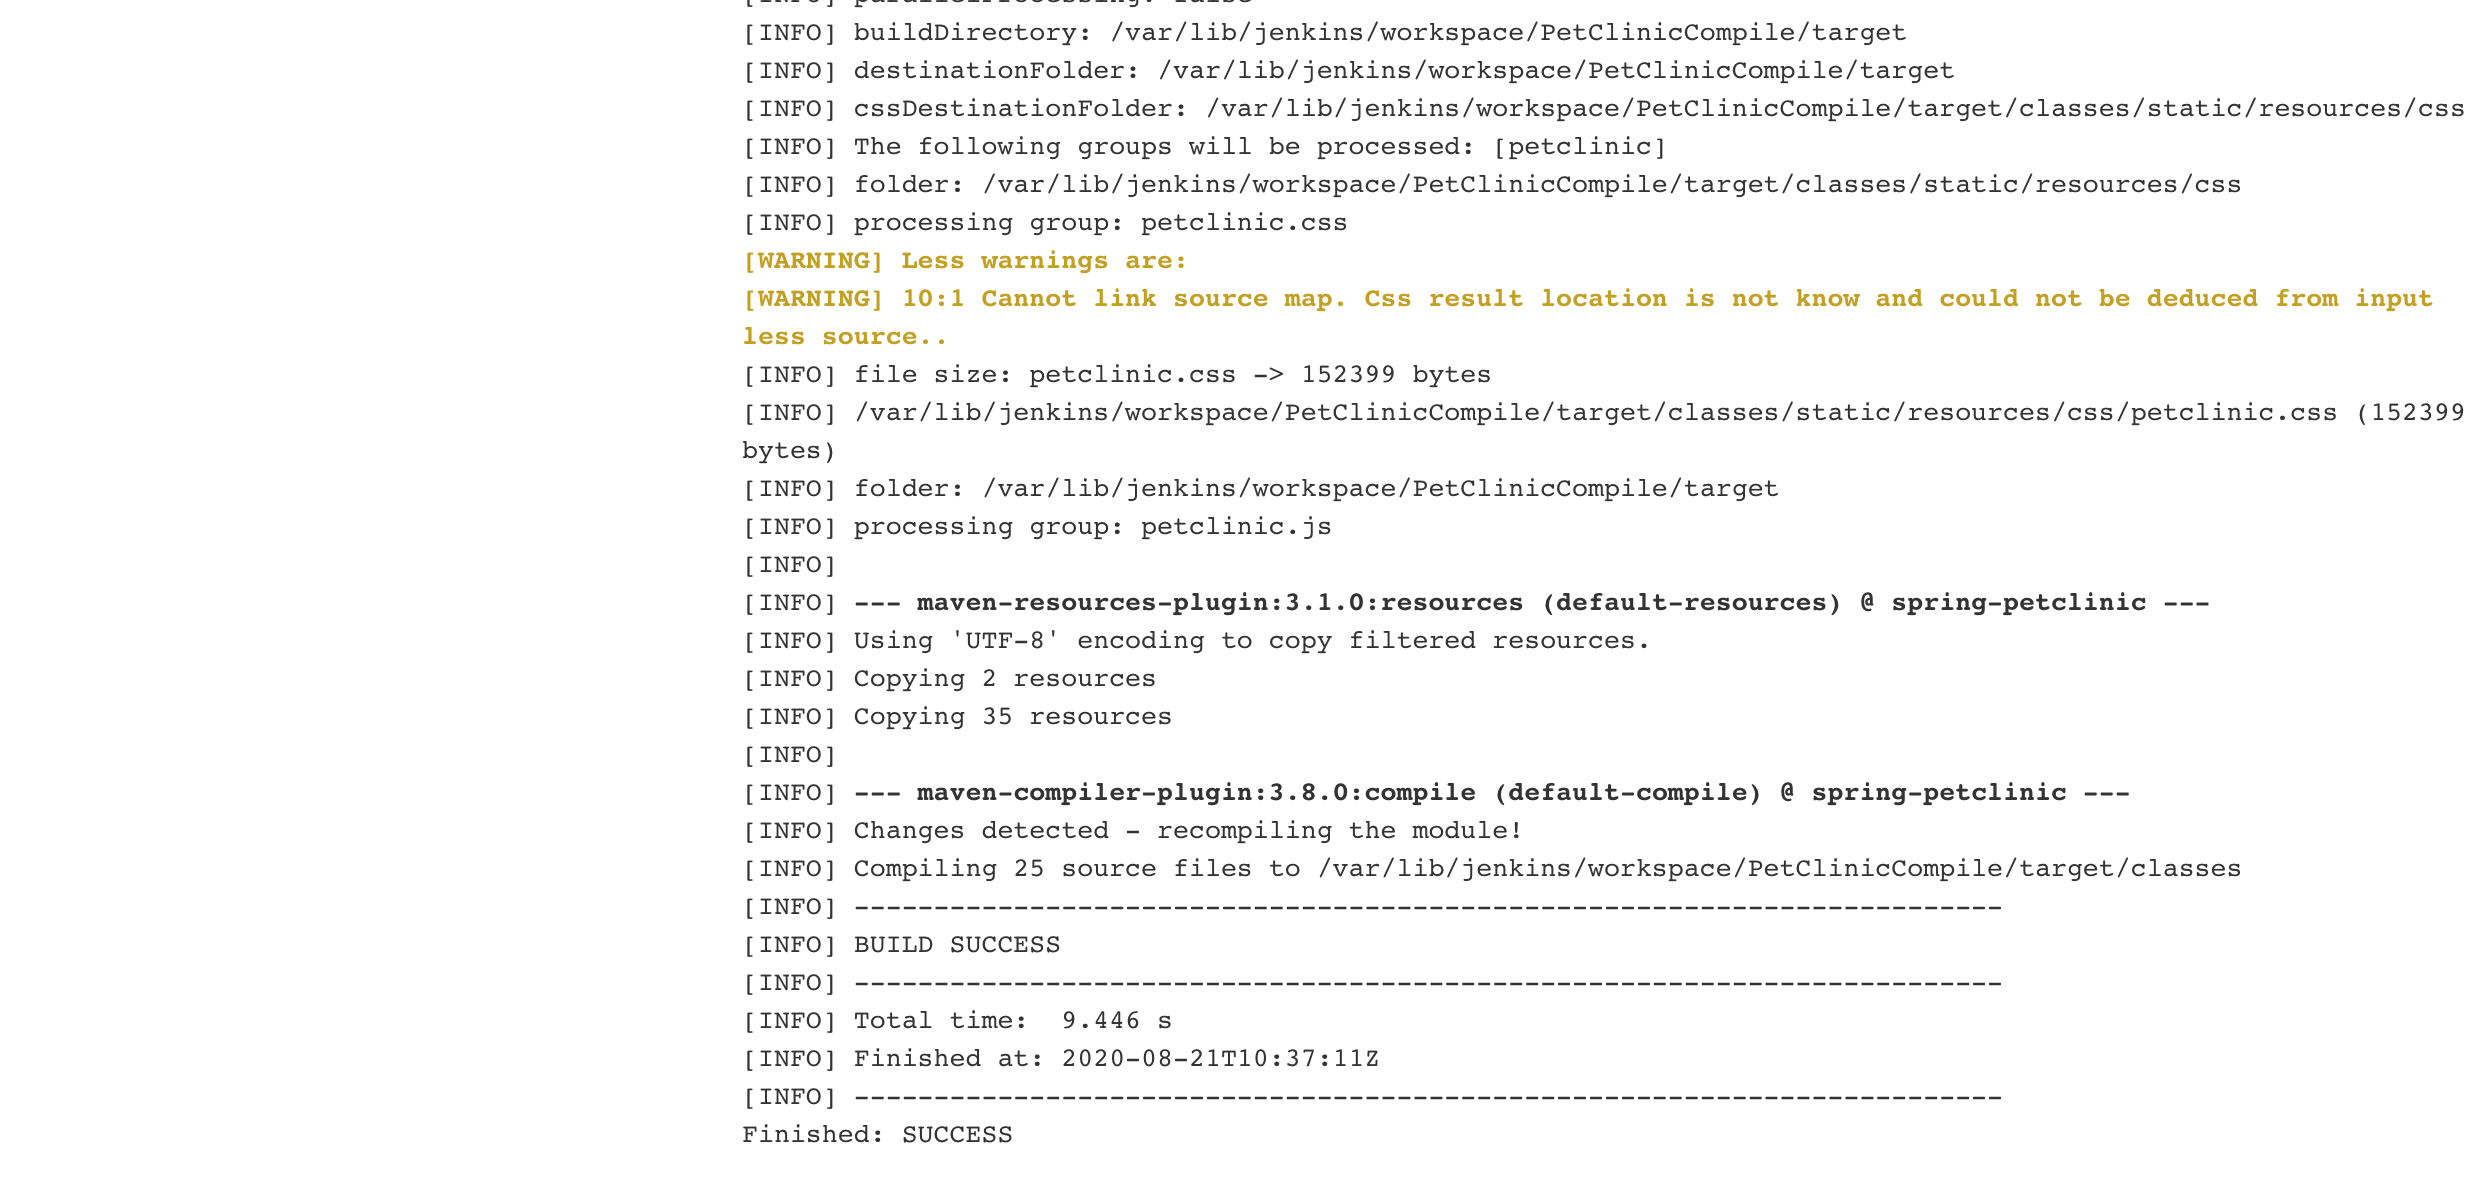 [INFO] parallelProcessing: false
[INFO] buildDirectory: /var/lib/jenkins/workspace/PetClinicCompile/target
[INFO] destinationFolder: /var/lib/jenkins/workspace/PetClinicCompile/target
[INFO] cssDestinationFolder: /var/lib/jenkins/workspace/PetClinicCompile/target/classes/static/resources/css
[INFO] The following groups will be processed: [petclinic]
[INFO] folder: /var/lib/jenkins/workspace/PetClinicCompile/target/classes/static/resources/css
[INFO] processing group: petclinic.css
[WARNING] Less warnings are:
[WARNING] 10:1 Cannot link source map. Css result location is not know and could not be deduced from input
less source..
[INFO] file size: petclinic.css -> 152399 bytes
[INFO] /var/lib/jenkins/workspace/PetClinicCompile/target/classes/static/resources/css/petclinic.css (152399
bytes)
[INFO] folder: /var/lib/jenkins/workspace/PetClinicCompile/target
[INFO] processing group: petclinic.js
[INFO]
[INFO] --- maven-resources-plugin:3.1.0:resources (default-resources) @ spring-petclinic ---
[INFO] Using 'UTF-8' encoding to copy filtered resources.
[INFO] Copying 2 resources
[INFO] Copying 35 resources
[INFO]
[INFO] --- maven-compiler-plugin:3.8.0:compile (default-compile) @ spring-petclinic ---
[INFO] Changes detected - recompiling the module!
[INFO] Compiling 25 source files to /var/lib/jenkins/workspace/PetClinicCompile/target/classes
[INFO] ------------------------------------------------------------------------
[INFO] BUILD SUCCESS
[INFO] ------------------------------------------------------------------------
[INFO] Total time:  9.446 s
[INFO] Finished at: 2020-08-21T10:37:11Z
[INFO] ------------------------------------------------------------------------
Finished: SUCCESS